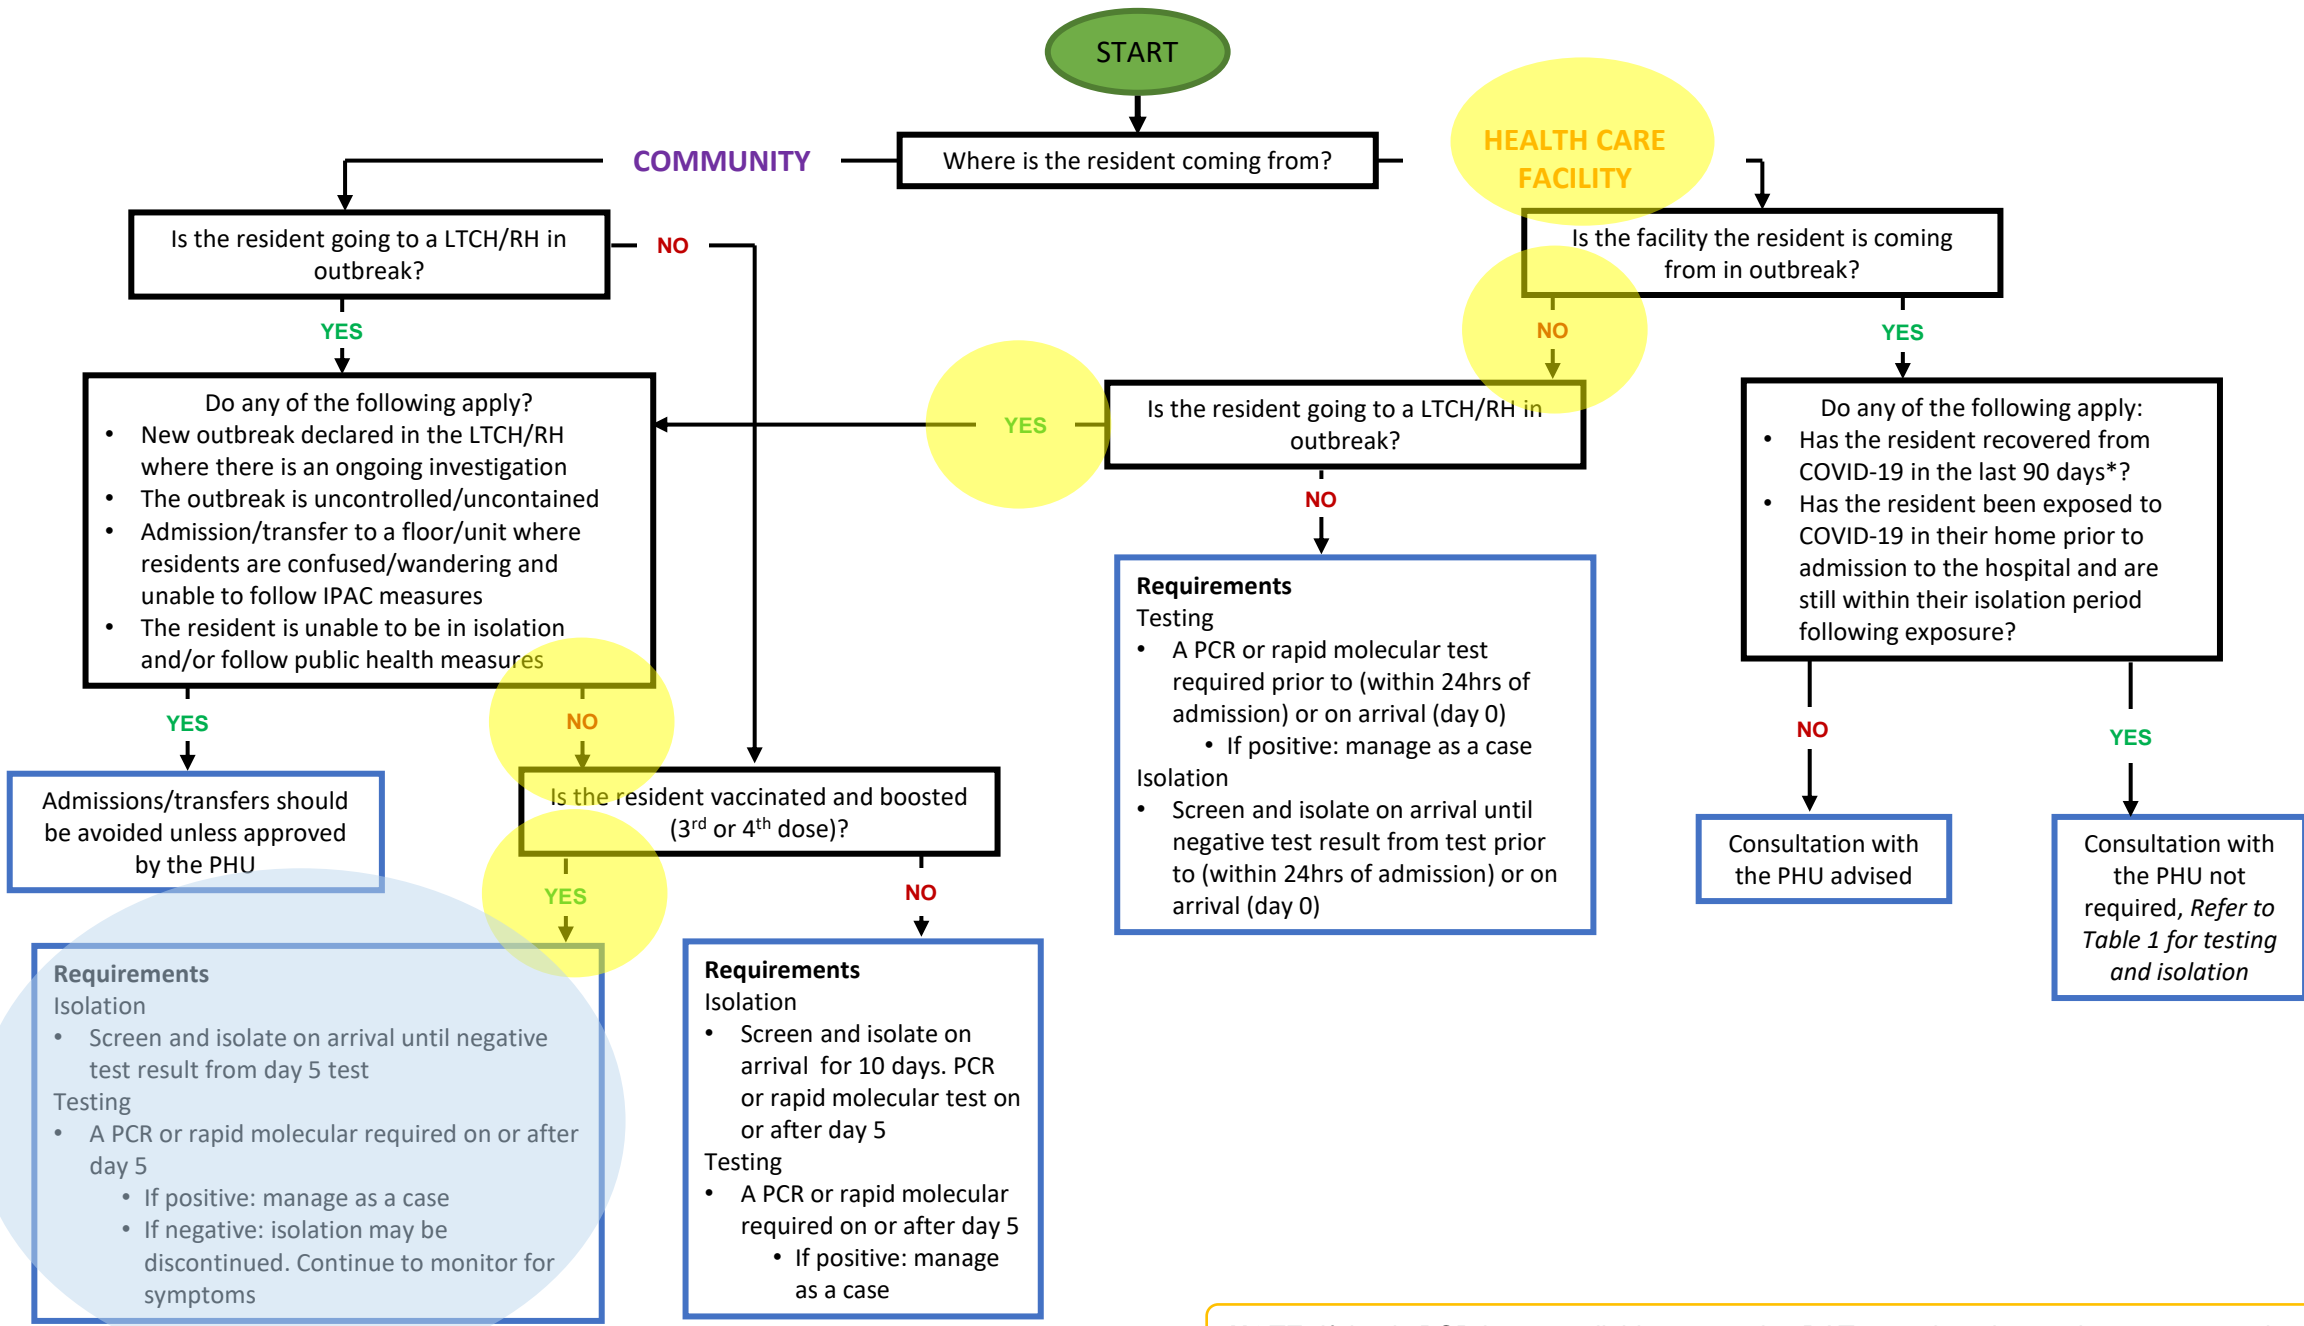 START
Where is the resident coming from?
COMMUNITY
HEALTH CARE
FACILITY
Is the resident going to a LTCH/RH in
outbreak?
NO
YES
Is the facility the resident is coming
from in outbreak?
NO
YES
Do any of the following apply?
• New outbreak declared in the LTCH/RH
where there is an ongoing investigation
• The outbreak is uncontrolled/uncontained
• Admission/transfer to a floor/unit where
residents are confused/wandering and
unable to follow IPAC measures
• The resident is unable to be in isolation
and/or follow public health measures
YES
Is the resident going to a LTCH/RH in
outbreak?
NO
Do any of the following apply:
• Has the resident recovered from
COVID-19 in the last 90 days*?
• Has the resident been exposed to
COVID-19 in their home prior to
admission to the hospital and are
still within their isolation period
following exposure?
YES
NO
Requirements
Testing
• A PCR or rapid molecular test
required prior to (within 24hrs of
admission) or on arrival (day 0)
• If positive: manage as a case
Isolation
• Screen and isolate on arrival until
negative test result from test prior
to (within 24hrs of admission) or on
arrival (day 0)
NO
YES
Admissions/transfers should
be avoided unless approved
by the PHU
Is the resident vaccinated and boosted
(3rd or 4th dose)?
YES
NO
Consultation with
the PHU advised
Consultation with
the PHU not
required, Refer to
Table 1 for testing
and isolation
Requirements
Isolation
• Screen and isolate on arrival until negative
test result from day 5 test
Testing
• A PCR or rapid molecular required on or after
day 5
• If positive: manage as a case
• If negative: isolation may be
discontinued. Continue to monitor for
symptoms
Requirements
Isolation
• Screen and isolate on
arrival for 10 days. PCR
or rapid molecular test on
or after day 5
Testing
• A PCR or rapid molecular
required on or after day 5
• If positive: manage
as a case